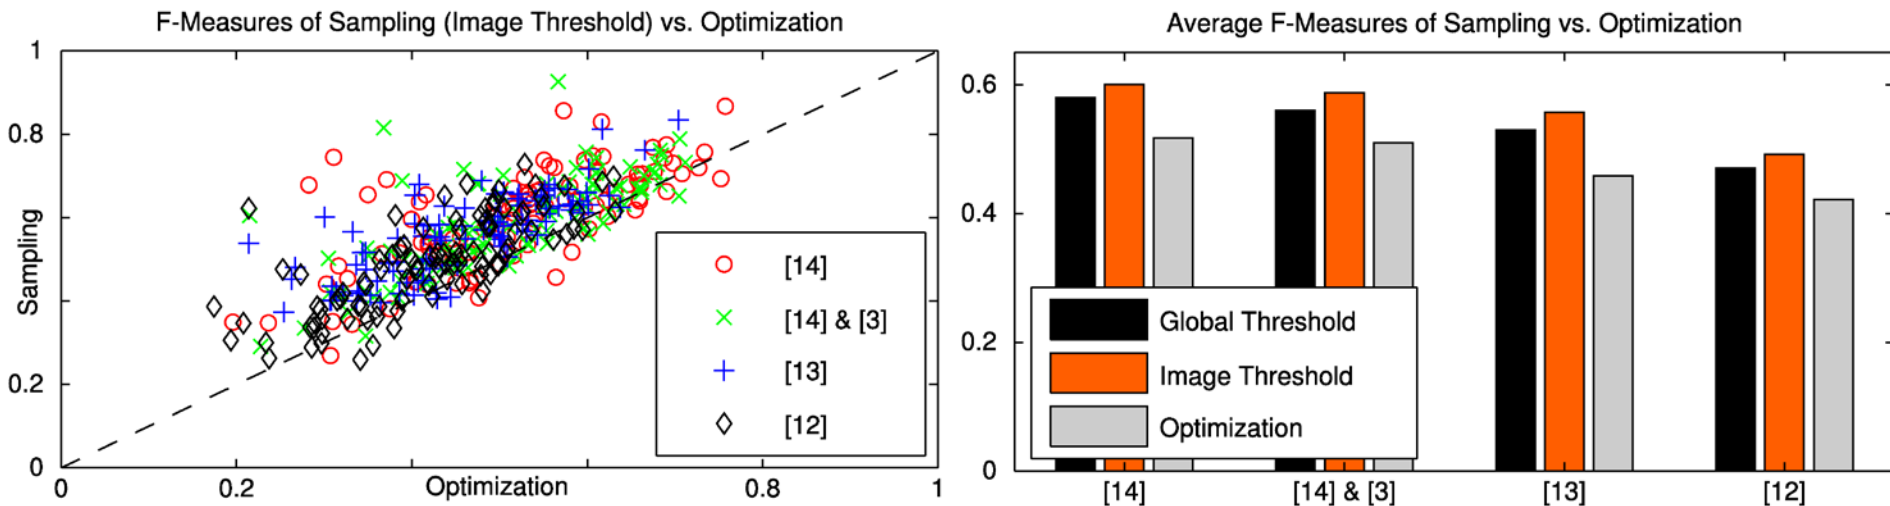 F-Measures of Sampling (Image Threshold) vs. Optimization
1
0.8
Sampling
0.2
0
[14]
[14] & [3]
[13]
[12]
0
0.2
Optimization
0.8
1
Average F-Measures of Sampling vs. Optimization
0.6
0.4
0.2
0
Global Threshold
Image Threshold
Optimization
[14]
[14] & [3]
[13]
[12]